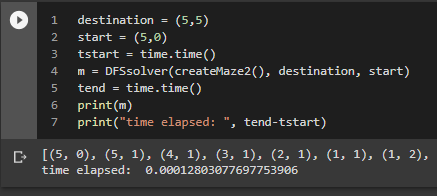 1 destination = (5,5)
2 start = (5,0)
3 tstart = time.time()
4 m = DFSsolver(createMaze2(), destination, start)
5 tend = time.time()
6 print(m)
7 print("time elapsed: ", tend-tstart)
[(5, 0), (5, 1), (4, 1), (3, 1), (2, 1), (1, 1), (1, 2),
time elapsed:  0.00012803077697753906